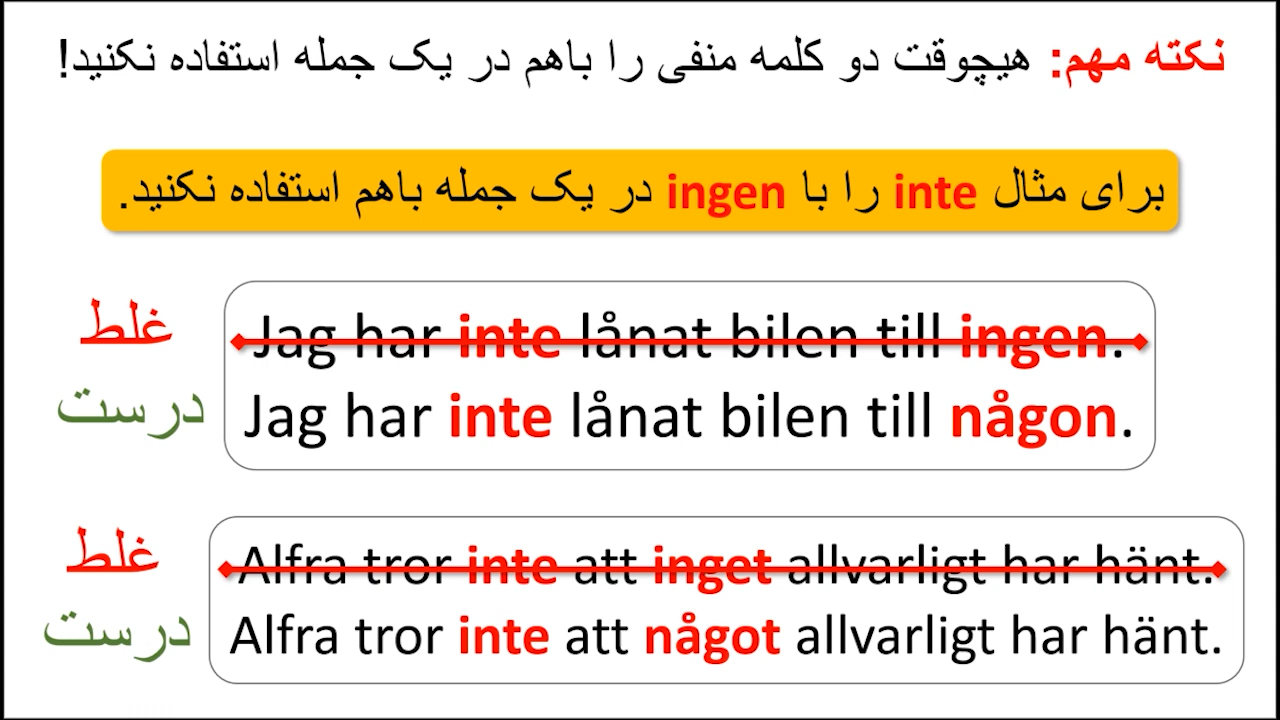 نکته مهم: هیچوقت دو کلمه منفی را باهم در یک جمله استفاده نکنید!
برای مثال inte را با ingen در یک جمله باهم استفاده نکنید.
غلط
Jag har inte lånat bilen till ingen.
درست
Jag har inte lånat bilen till någon.
غلط
Alfra tror inte att inget allvarligt har hänt.
درست
Alfra tror inte att något allvarligt har hänt.